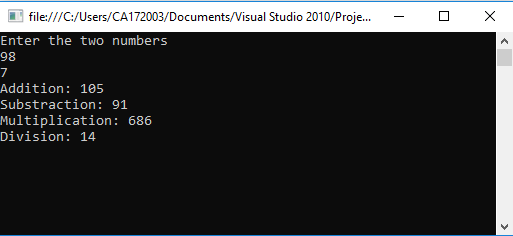 file:///C:/Users/CA172003/Documents/Visual Studio 2010/Proje...
Enter the two numbers
98
7
Addition: 105
Substraction: 91
Multiplication: 686
Division: 14